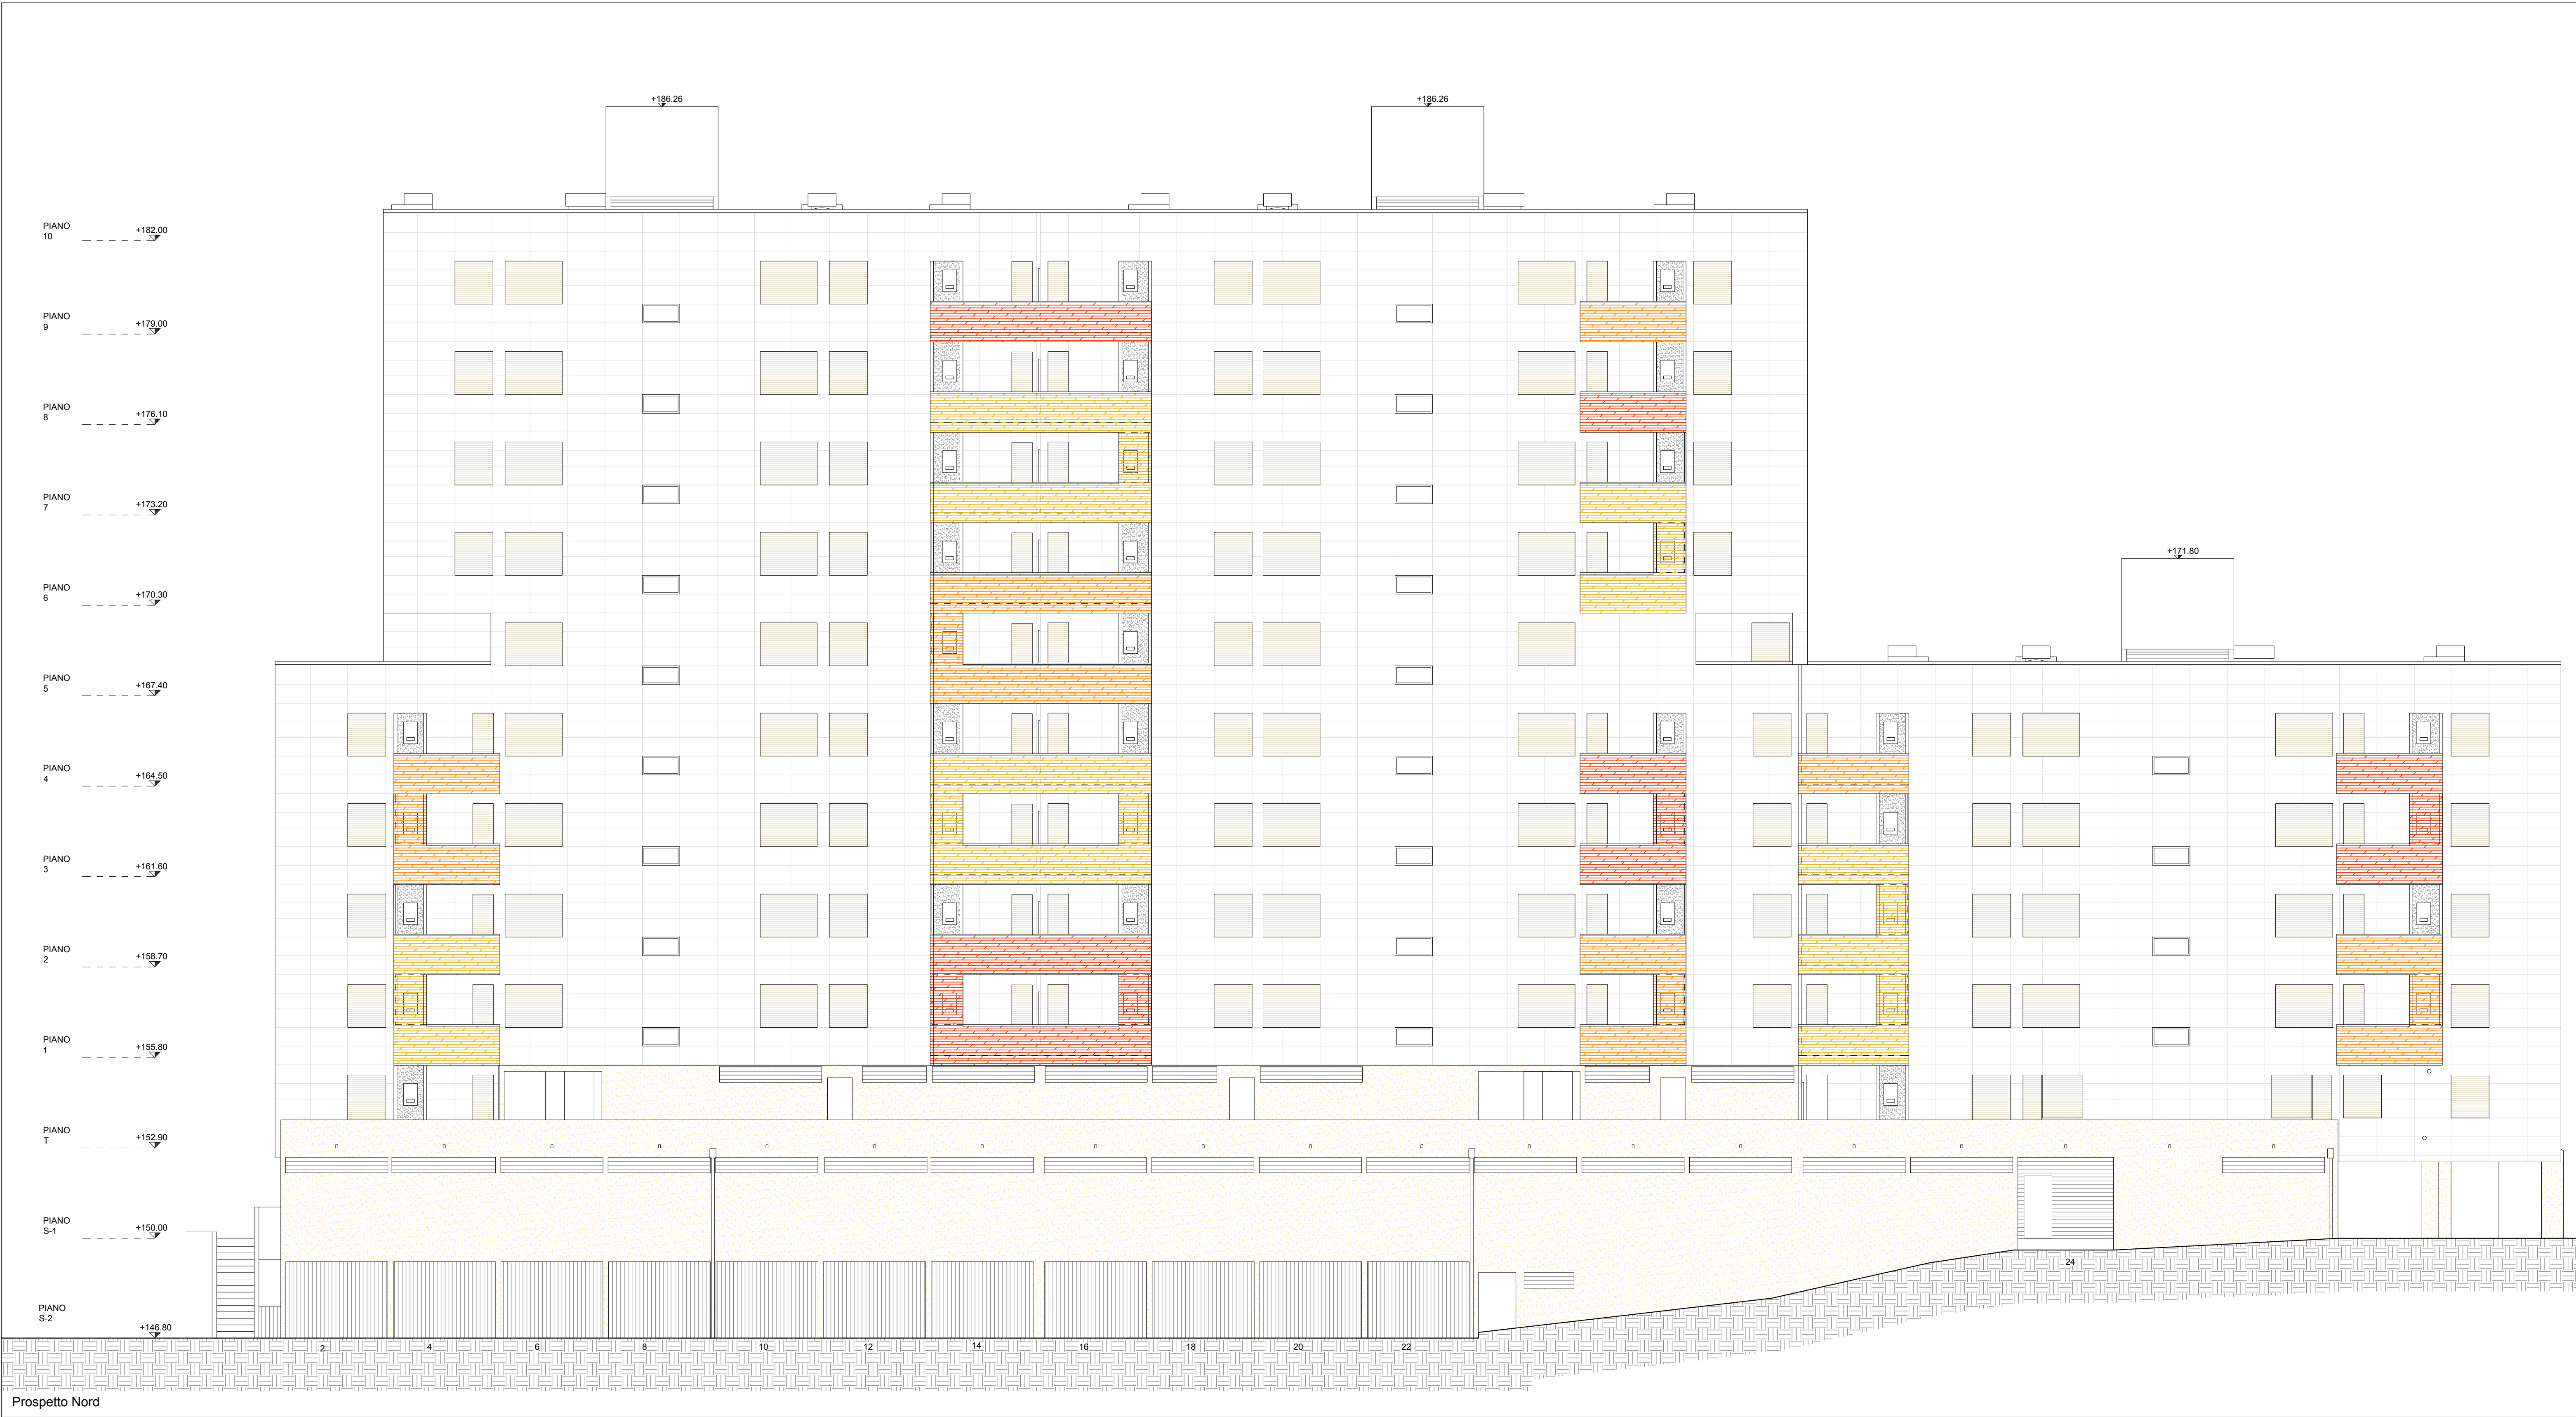 +186.26
+186.26
PIANO
10
+182.00
PIANO
9
+179.00
PIANO
8
+176.10
PIANO
7
+173.20
+171.80
PIANO
6
+170.30
PIANO
5
+167.40
PIANO
4
+164.50
PIANO
3
+161.60
PIANO
2
+158.70
PIANO
1
+155.80
PIANO
T
+152.90
PIANO
S-1
+150.00
24
PIANO
S-2
+146.80
2 4 6 8 10 12 14 16 18 20 22
Prospetto Nord